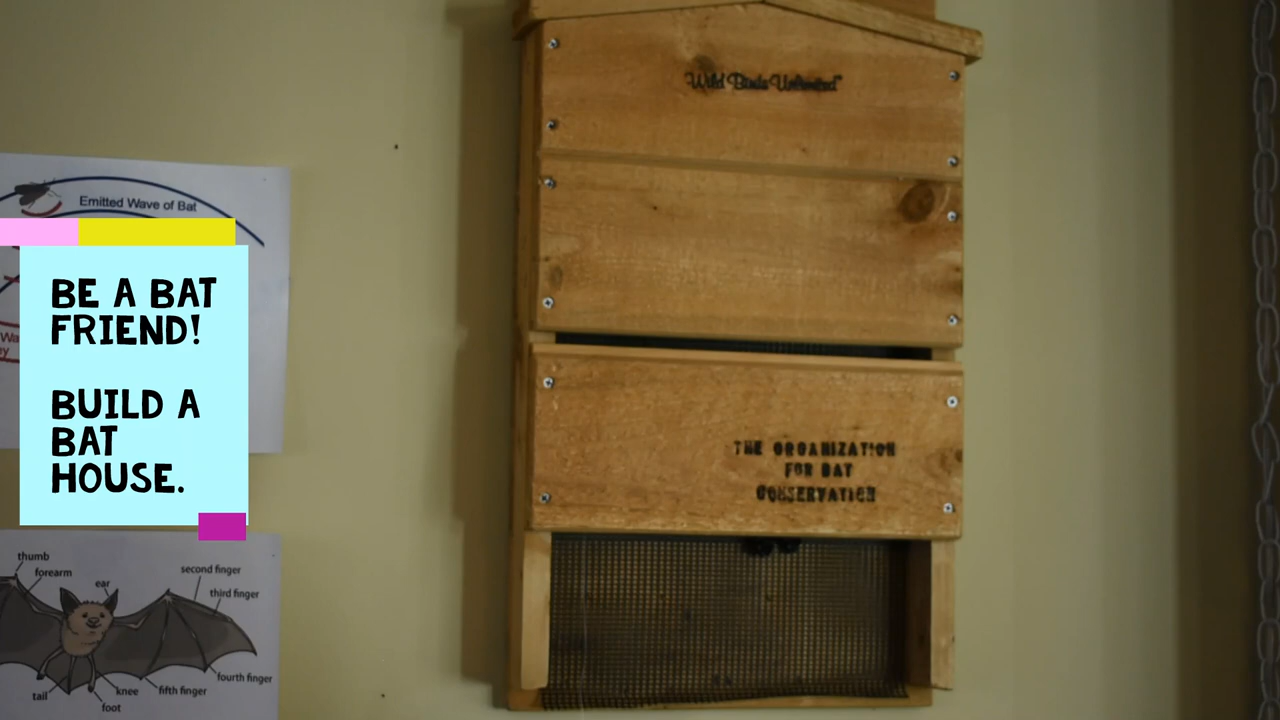 Wild Birds Unlimited
Emitted Wave of Bat
BE A BAT
FRIEND!
BUILD A
BAT
HOUSE.
THE ORGANIZATION
FOR BAT
CONSERVATION
thumb
forearm
ear
second finger
third finger
fourth finger
fifth finger
knee
foot
tail